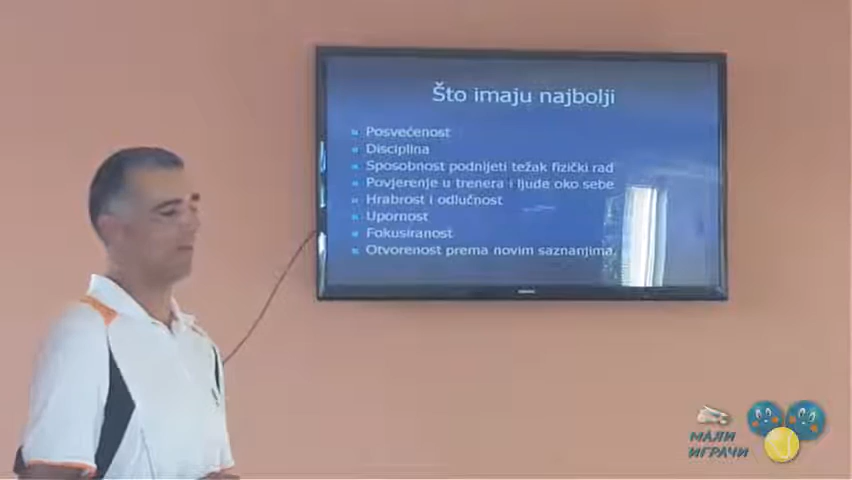 Što imaju najbolji
Posvećenost
Disciplina
Sposobnost podnijeti težak fizički rad
Povjerenje u trenera i ljude oko sebe
Hrabrost i odlučnost
Upornost
Fokusiranost
Otvorenost prema novim saznanjima
МАЛИ
ИГРАЧИ